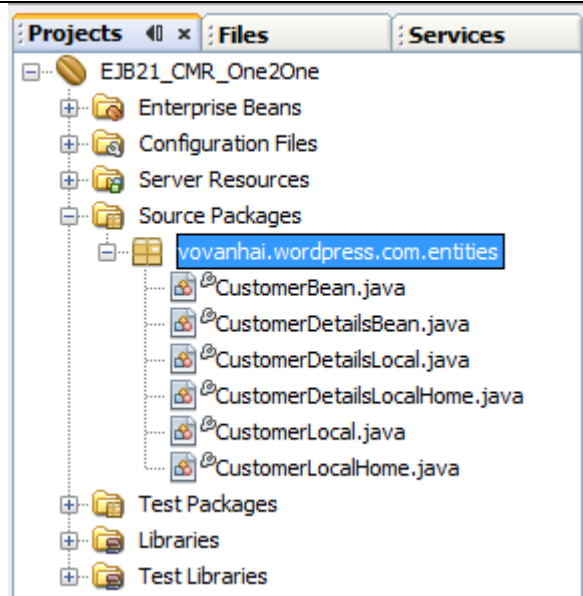 Projects Files Services
EJB21_CMR_One2One
Enterprise Beans
Configuration Files
Server Resources
Source Packages
vovanhai.wordpress.com.entities
CustomerBean.java
CustomerDetailsBean.java
CustomerDetailsLocal.java
CustomerDetailsLocalHome.java
CustomerLocal.java
CustomerLocalHome.java
Test Packages
Libraries
Test Libraries